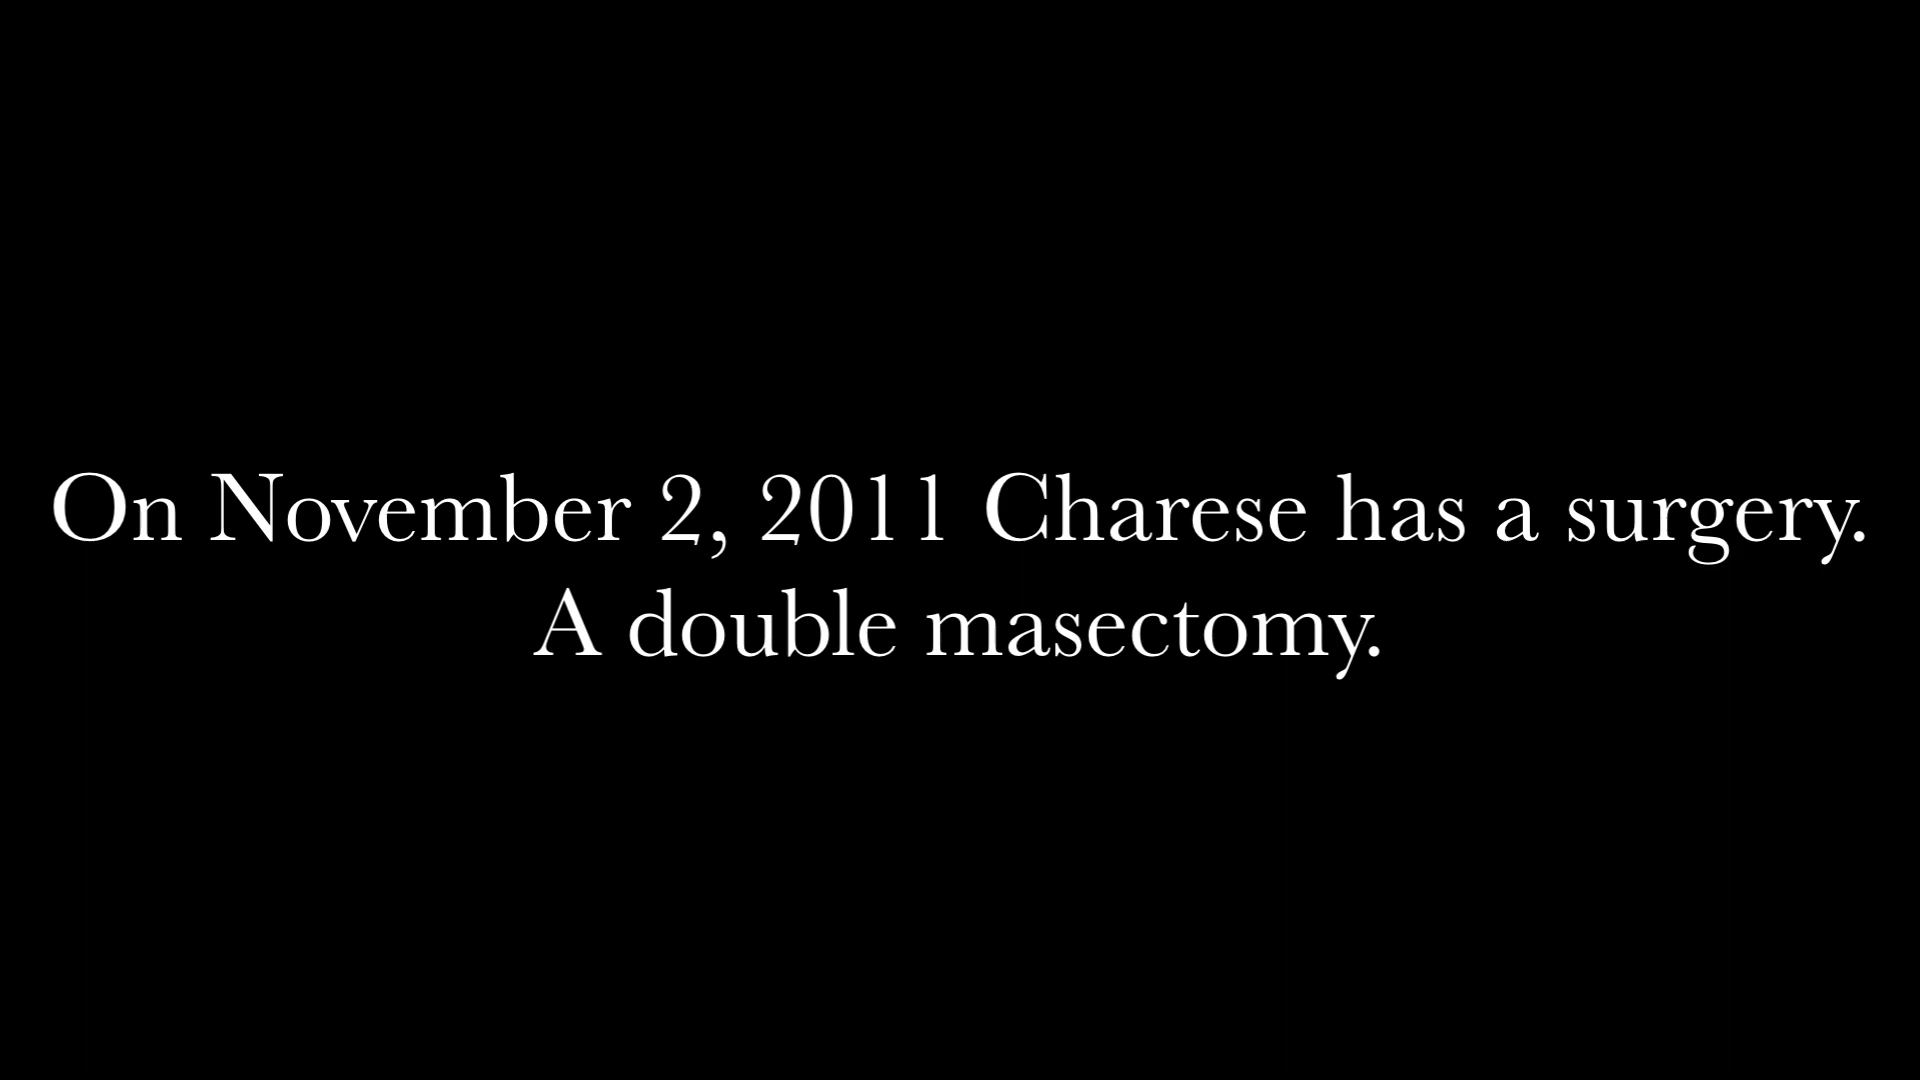 On November 2, 2011 Charese has a surgery.
A double masectomy.